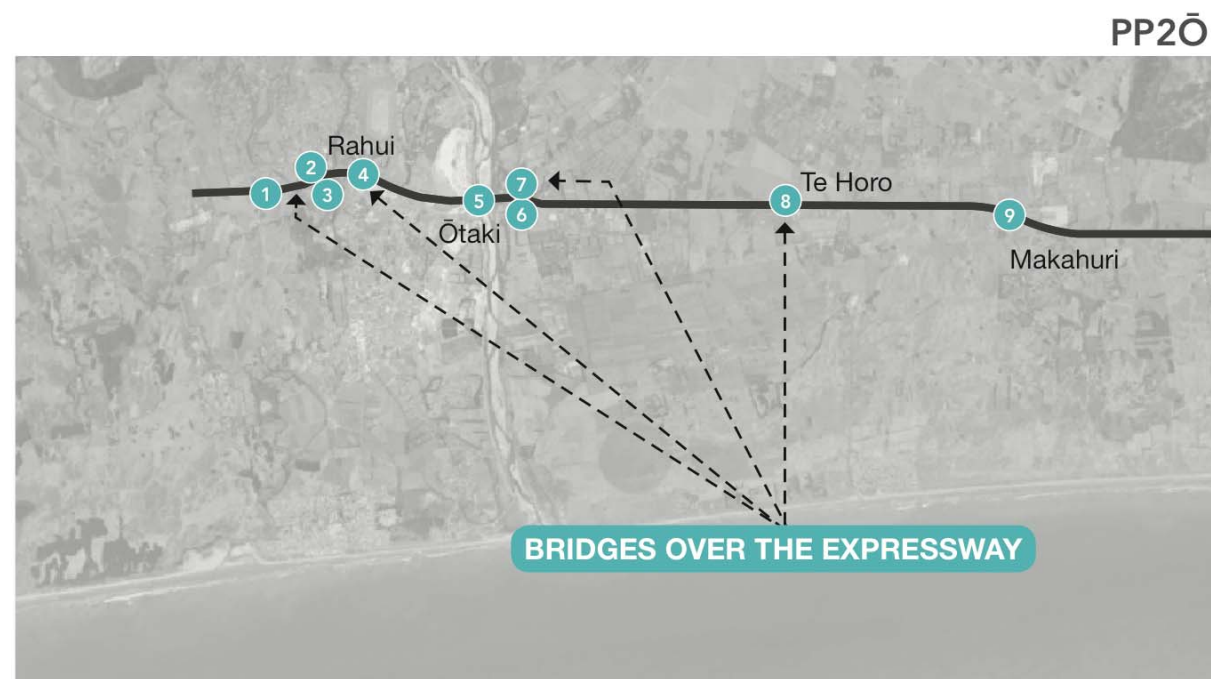 PP2Ō
Rahui
2
4
1
3
7
Te Horo
5
8
6
9
Ōtaki
Makahuri
BRIDGES OVER THE EXPRESSWAY